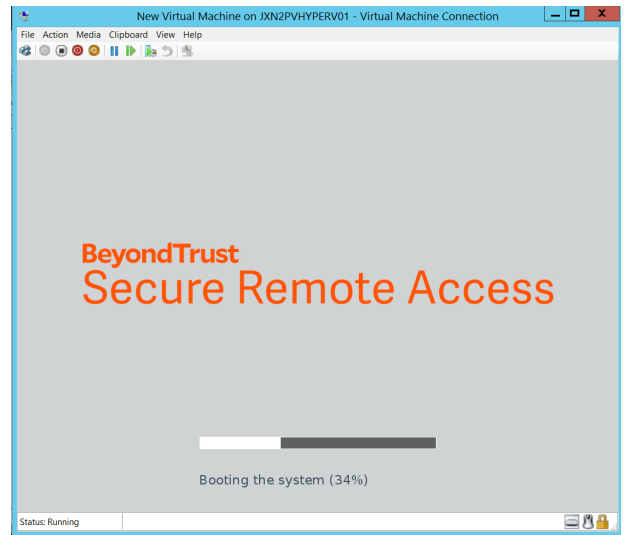 New Virtual Machine on JXN2PVHYPERV01 - Virtual Machine Connection
File Action Media Clipboard View Help
BeyondTrust
Secure Remote Access
Booting the system (34%)
Status: Running